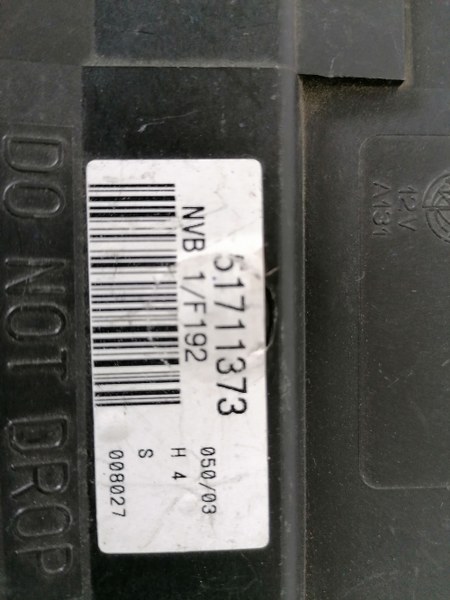 51711373
NVB 1/F192
050/03
H 4
S
008027
DO NOT DROP
12V
A131